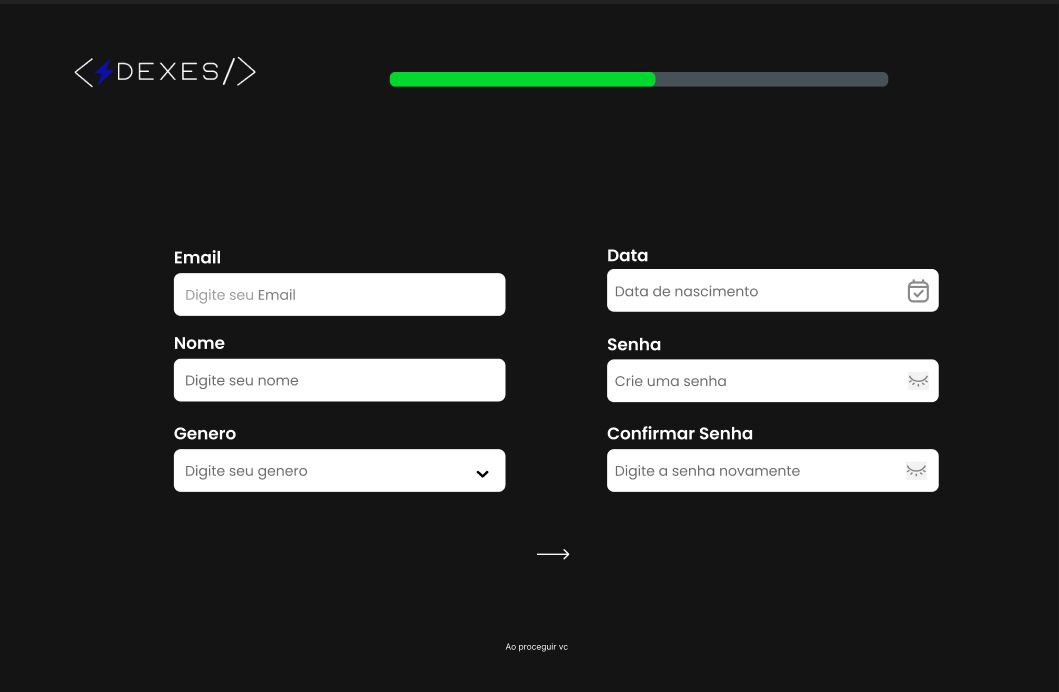 <DEXES/>
Email
Digite seu Email
Nome
Digite seu nome
Genero
Digite seu genero
Data
Data de nascimento
Senha
Crie uma senha
Confirmar Senha
Digite a senha novamente
Ao proceguir vc